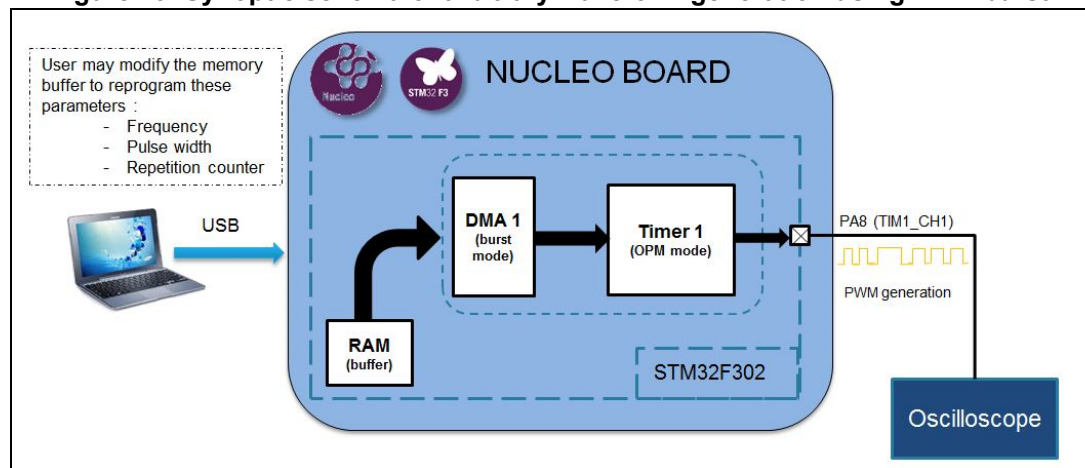 User may modify the memory
buffer to reprogram these
parameters :
- Frequency
- Pulse width
- Repetition counter
USB
Nucleo
STM32 F3
NUCLEO BOARD
DMA 1
(burst
mode)
Timer 1
(OPM mode)
RAM
(buffer)
STM32F302
PA8 (TIM1_CH1)
PWM generation
Oscilloscope